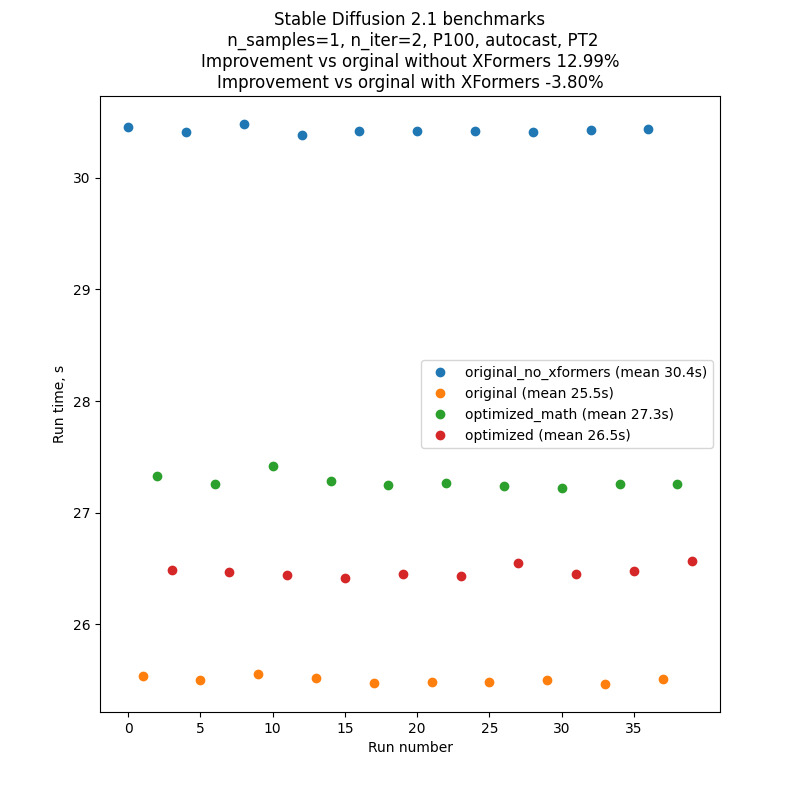 Stable Diffusion 2.1 benchmarks
n_samples=1, n_iter=2, P100, autocast, PT2
Improvement vs orginal without XFormers 12.99%
Improvement vs orginal with XFormers -3.80%
30
29
28
27
26
Run time, s
original_no_xformers (mean 30.4s)
original (mean 25.5s)
optimized_math (mean 27.3s)
optimized (mean 26.5s)
0 5 10 15 20 25 30 35
Run number